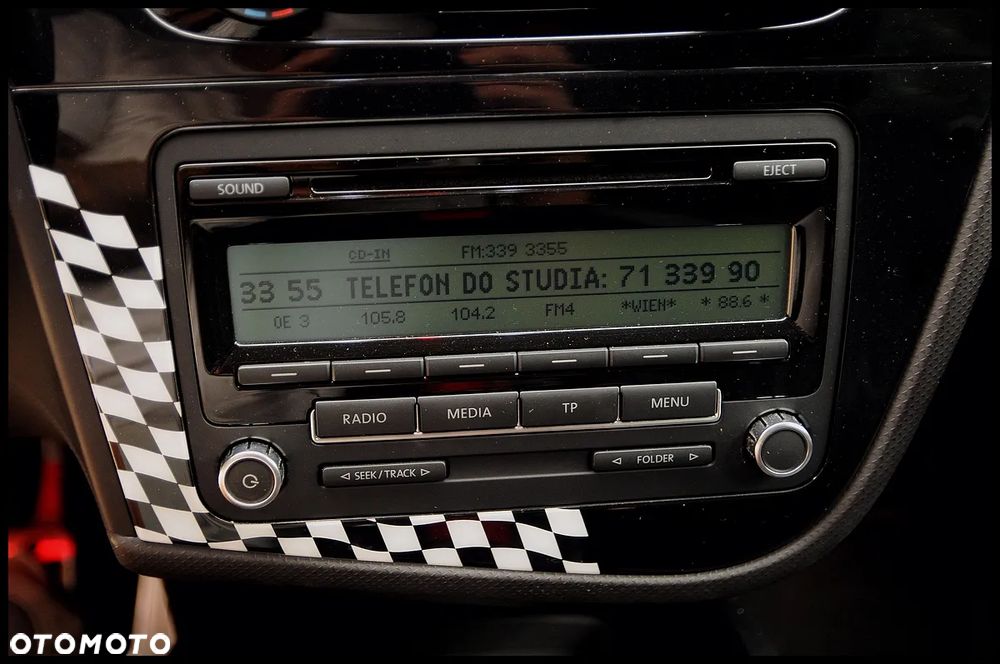 SOUND
EJECT
CD-IN FM:339 3355
33 55 TELEFON DO STUDIA: 71 339 90
OE 3 105.8 104.2 FM4 *WIEN* * 88.6 *
RADIO MEDIA TP MENU
SEEK/TRACK FOLDER
OTOMOTO